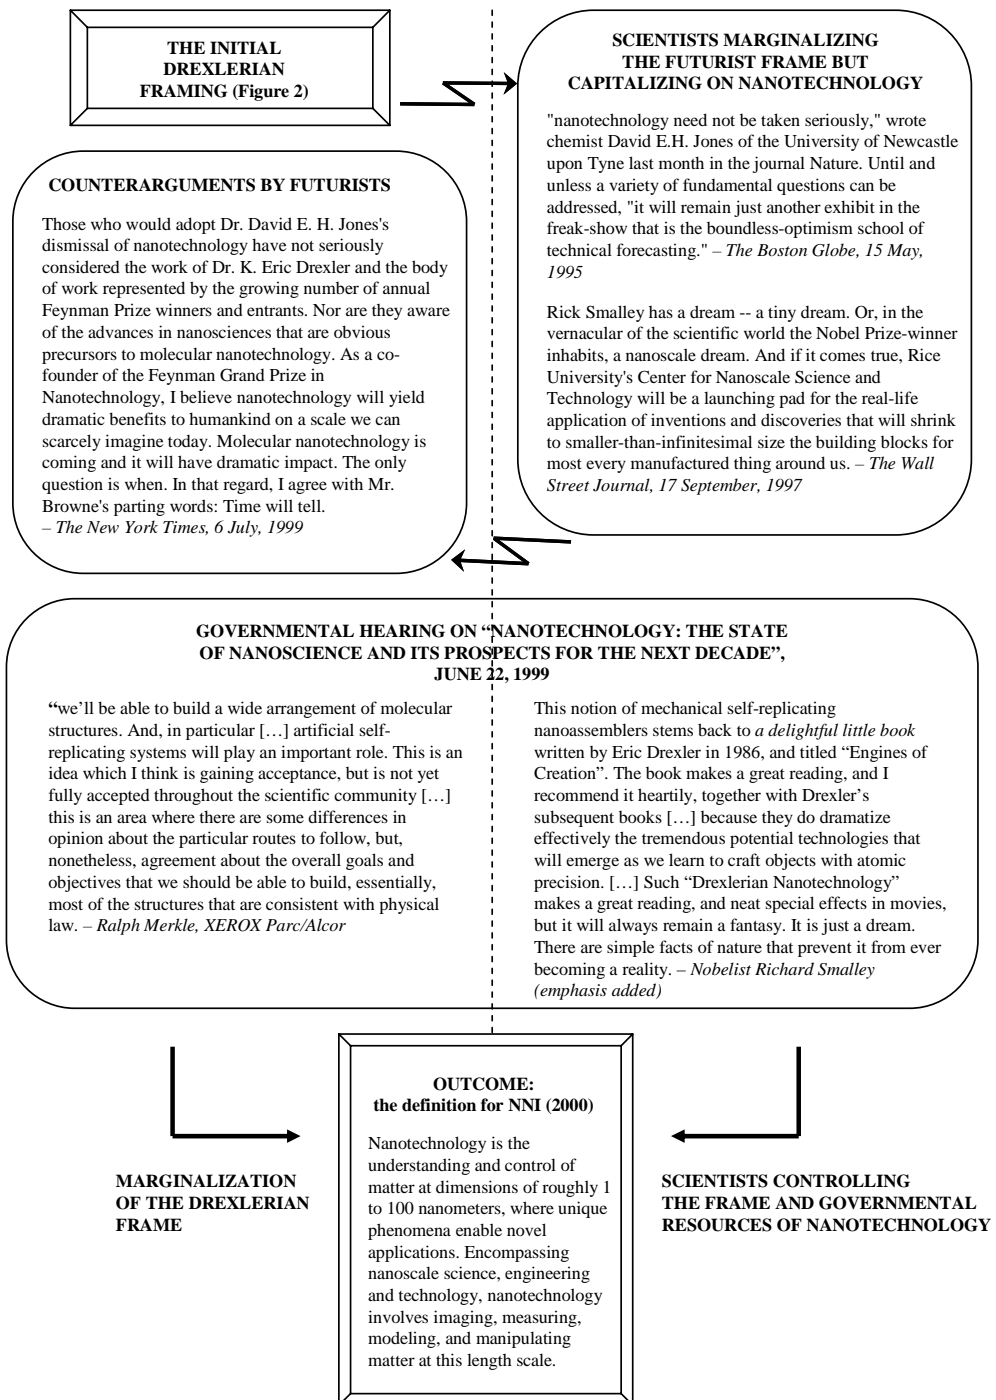 THE INITIAL
DREXLERIAN
FRAMING (Figure 2)
SCIENTISTS MARGINALIZING
THE FUTURIST FRAME BUT
CAPITALIZING ON NANOTECHNOLOGY
"nanotechnology need not be taken seriously," wrote
chemist David E.H. Jones of the University of Newcastle
upon Tyne last month in the journal Nature. Until and
unless a variety of fundamental questions can be
addressed, "it will remain just another exhibit in the
freak-show that is the boundless-optimism school of
technical forecasting." – The Boston Globe, 15 May,
1995
Rick Smalley has a dream -- a tiny dream. Or, in the
vernacular of the scientific world the Nobel Prize-winner
inhabits, a nanoscale dream. And if it comes true, Rice
University's Center for Nanoscale Science and
Technology will be a launching pad for the real-life
application of inventions and discoveries that will shrink
to smaller-than-infinitesimal size the building blocks for
most every manufactured thing around us. – The Wall
Street Journal, 17 September, 1997
COUNTERARGUMENTS BY FUTURISTS
Those who would adopt Dr. David E. H. Jones's
dismissal of nanotechnology have not seriously
considered the work of Dr. K. Eric Drexler and the body
of work represented by the growing number of annual
Feynman Prize winners and entrants. Nor are they aware
of the advances in nanosciences that are obvious
precursors to molecular nanotechnology. As a co-
founder of the Feynman Grand Prize in
Nanotechnology, I believe nanotechnology will yield
dramatic benefits to humankind on a scale we can
scarcely imagine today. Molecular nanotechnology is
coming and it will have dramatic impact. The only
question is when. In that regard, I agree with Mr.
Browne's parting words: Time will tell.
– The New York Times, 6 July, 1999
GOVERNMENTAL HEARING ON “NANOTECHNOLOGY: THE STATE
OF NANOSCIENCE AND ITS PROSPECTS FOR THE NEXT DECADE”,
JUNE 22, 1999
“we’ll be able to build a wide arrangement of molecular
structures. And, in particular […] artificial self-
replicating systems will play an important role. This is an
idea which I think is gaining acceptance, but is not yet
fully accepted throughout the scientific community […]
this is an area where there are some differences in
opinion about the particular routes to follow, but,
nonetheless, agreement about the overall goals and
objectives that we should be able to build, essentially,
most of the structures that are consistent with physical
law. – Ralph Merkle, XEROX Parc/Alcor
This notion of mechanical self-replicating
nanoassemblers stems back to a delightful little book
written by Eric Drexler in 1986, and titled “Engines of
Creation”. The book makes a great reading, and I
recommend it heartily, together with Drexler’s
subsequent books […] because they do dramatize
effectively the tremendous potential technologies that
will emerge as we learn to craft objects with atomic
precision. […] Such “Drexlerian Nanotechnology”
makes a great reading, and neat special effects in movies,
but it will always remain a fantasy. It is just a dream.
There are simple facts of nature that prevent it from ever
becoming a reality. – Nobelist Richard Smalley
(emphasis added)
MARGINALIZATION
OF THE DREXLERIAN
FRAME
OUTCOME:
the definition for NNI (2000)
Nanotechnology is the
understanding and control of
matter at dimensions of roughly 1
to 100 nanometers, where unique
phenomena enable novel
applications. Encompassing
nanoscale science, engineering
and technology, nanotechnology
involves imaging, measuring,
modeling, and manipulating
matter at this length scale.
SCIENTISTS CONTROLLING
THE FRAME AND GOVERNMENTAL
RESOURCES OF NANOTECHNOLOGY